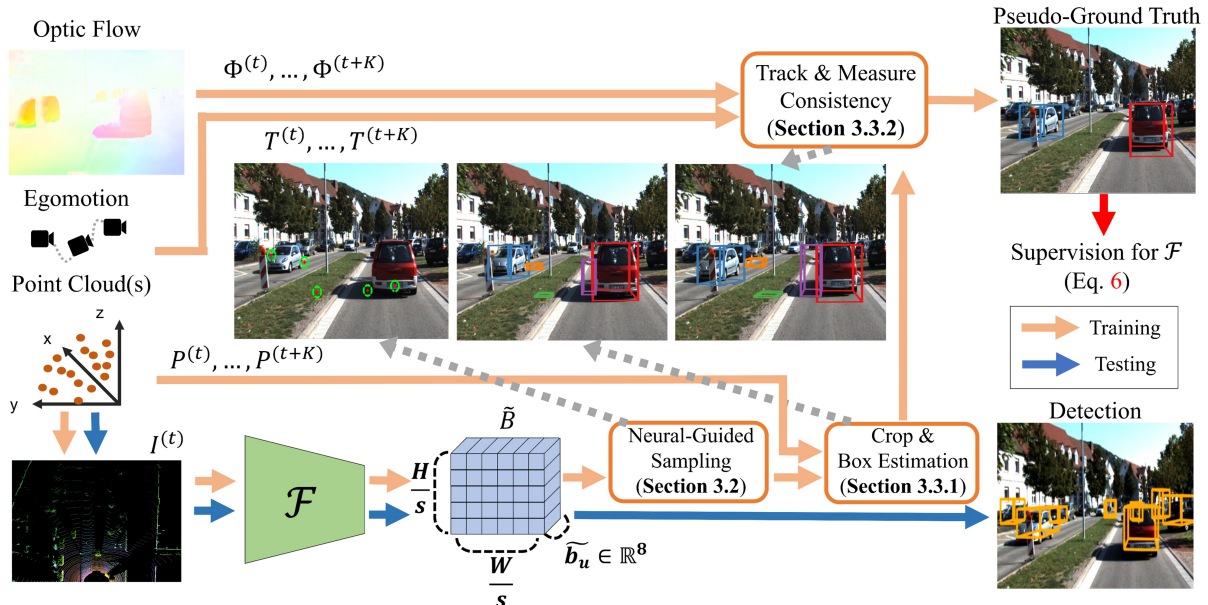 Optic Flow
Φ^(t), …, Φ^(t+K)
Track & Measure
Consistency
(Section 3.3.2)
Pseudo-Ground Truth
T^(t), …, T^(t+K)
Egomotion
Supervision for ℱ
(Eq. 6)
Point Cloud(s)
z
x
y
P^(t), …, P^(t+K)
Training
Testing
I^(t)
ℱ
B̃
H/s
W/s
b̃_u ∈ ℝ^8
Neural-Guided
Sampling
(Section 3.2)
Crop &
Box Estimation
(Section 3.3.1)
Detection